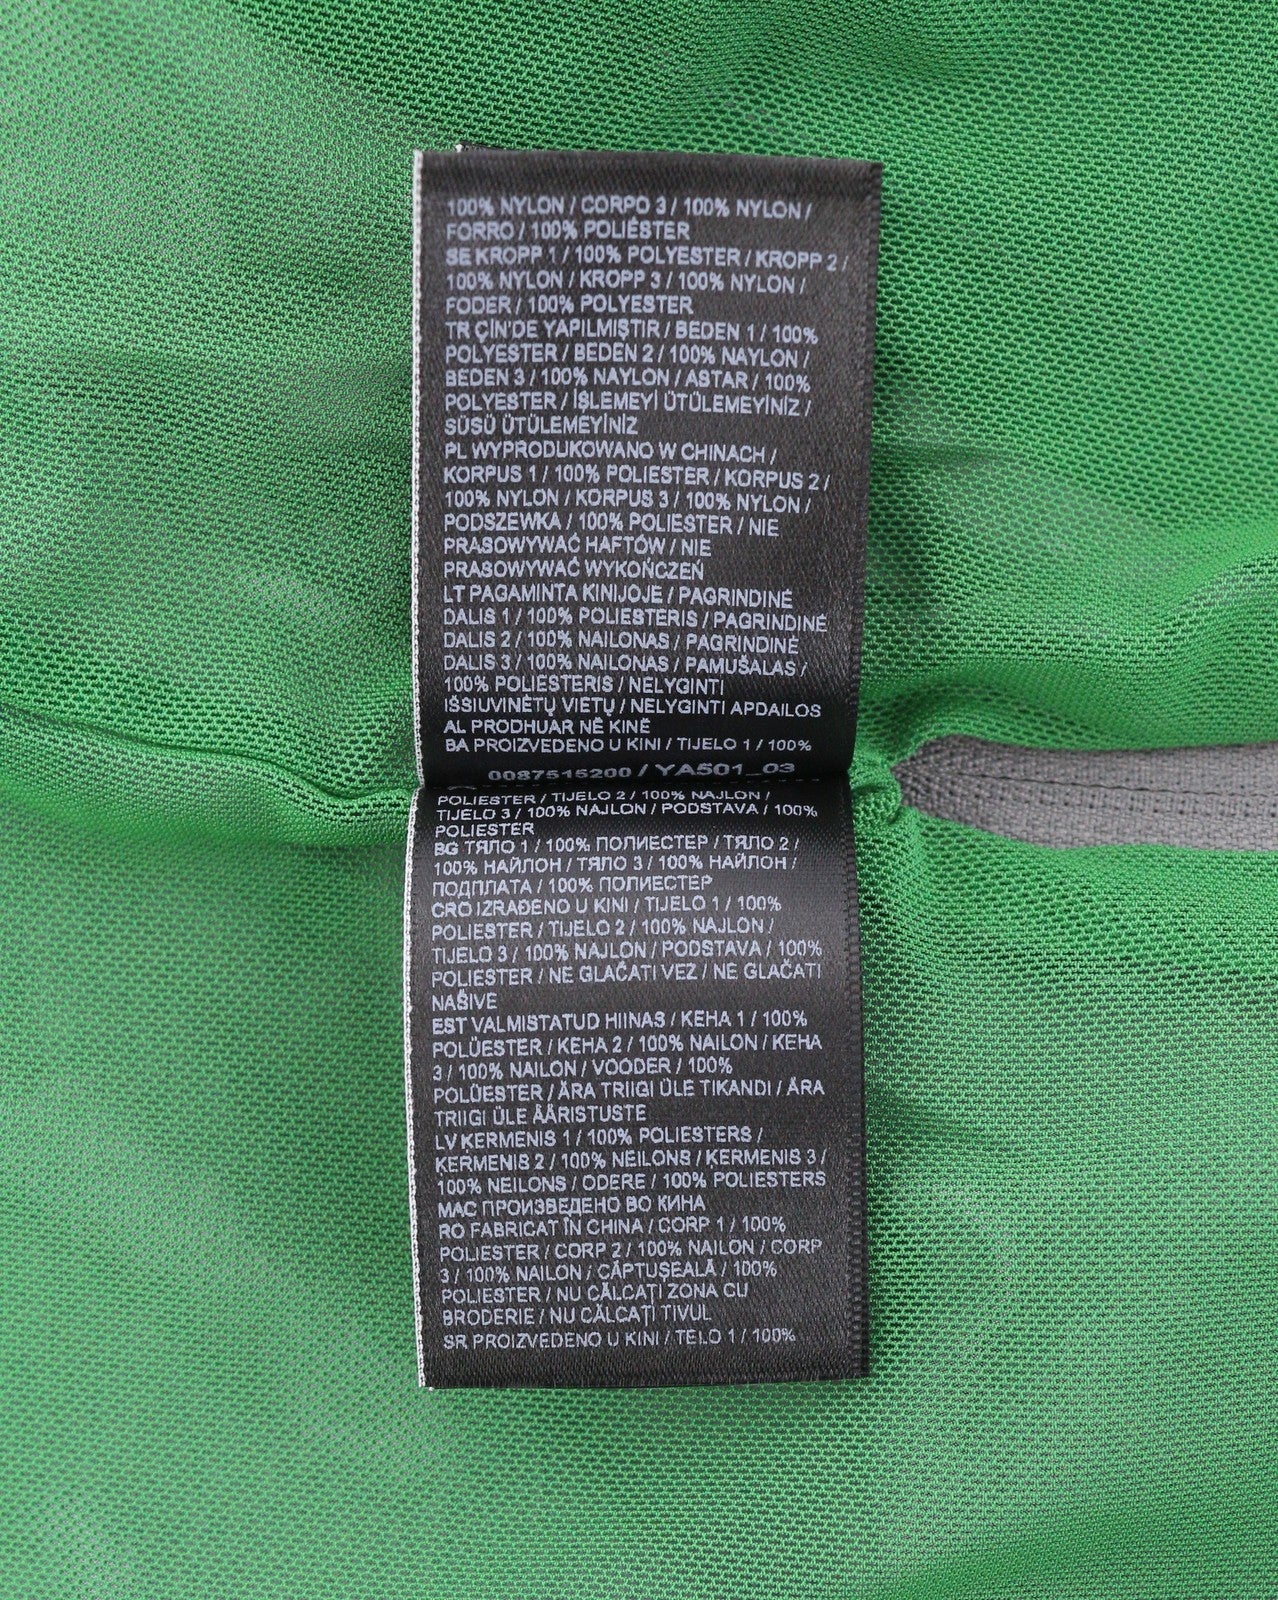 100% NYLON / CORPO 3 / 100% NYLON /
FORRO / 100% POLIÉSTER
SE KROPP 1 / 100% POLYESTER / KROPP 2 /
100% NYLON / KROPP 3 / 100% NYLON /
FODER / 100% POLYESTER
TR ÇİN'DE YAPILMIŞTIR / BEDEN 1 / 100%
POLYESTER / BEDEN 2 / 100% NAYLON /
BEDEN 3 / 100% NAYLON / ASTAR / 100%
POLYESTER / İŞLEMEYİ ÜTÜLEMEYİNİZ /
SÜSÜ ÜTÜLEMEYİNİZ
PL WYPRODUKOWANO W CHINACH /
KORPUS 1 / 100% POLIESTER / KORPUS 2 /
100% NYLON / KORPUS 3 / 100% NYLON /
PODSZEWKA / 100% POLIESTER / NIE
PRASOWYWAĆ HAFTÓW / NIE
PRASOWYWAĆ WYKOŃCZEŃ
LT PAGAMINTA KINIJOJE / PAGRINDINĖ
DALIS 1 / 100% POLIESTERIS / PAGRINDINĖ
DALIS 2 / 100% NAILONAS / PAGRINDINĖ
DALIS 3 / 100% NAILONAS / PAMUŠALAS /
100% POLIESTERIS / NELYGINTI
IŠSIUVINĖTŲ VIETŲ / NELYGINTI APDAILOS
AL PRODHUAR NË KINË
BA PROIZVEDENO U KINI / TIJELO 1 / 100%
0087515200 / YA501_03
POLIESTER / TIJELO 2 / 100% NAJLON /
TIJELO 3 / 100% NAJLON / PODSTAVA / 100%
POLIESTER
BG ТЯЛО 1 / 100% ПОЛИЕСТЕР / ТЯЛО 2 /
100% НАЙЛОН / ТЯЛО 3 / 100% НАЙЛОН /
ПОДПЛАТА / 100% ПОЛИЕСТЕР
CRO IZRAĐENO U KINI / TIJELO 1 / 100%
POLIESTER / TIJELO 2 / 100% NAJLON /
TIJELO 3 / 100% NAJLON / PODSTAVA / 100%
POLIESTER / NE GLAČATI VEZ / NE GLAČATI
NAŠIVE
EST VALMISTATUD HIINAS / KEHA 1 / 100%
POLÜESTER / KEHA 2 / 100% NAILON / KEHA
3 / 100% NAILON / VOODER / 100%
POLÜESTER / ÄRA TRIIGI ÜLE TIKANDI / ÄRA
TRIIGI ÜLE ÄÄRISTUSTE
LV ĶERMENIS 1 / 100% POLIESTERS /
ĶERMENIS 2 / 100% NEILONS / ĶERMENIS 3 /
100% NEILONS / ODERE / 100% POLIESTERS
MAC ПРОИЗВЕДЕНО ВО КИНА
RO FABRICAT ÎN CHINA / CORP 1 / 100%
POLIESTER / CORP 2 / 100% NAILON / CORP
3 / 100% NAILON / CĂPTUȘEALĂ / 100%
POLIESTER / NU CĂLCAȚI ZONA CU
BRODERIE / NU CĂLCAȚI TIVUL
SR PROIZVEDENO U KINI / TELO 1 / 100%